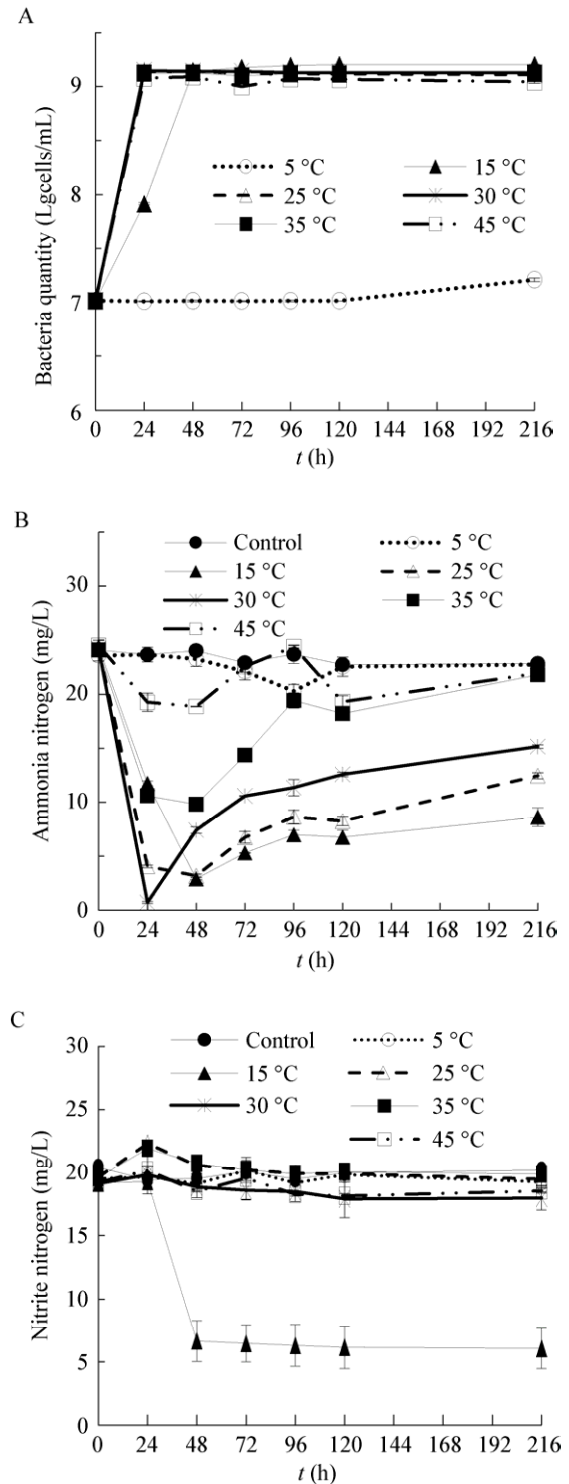 A
Bacteria quantity (Lgcells/mL)
9
8
7
6
5 °C
15 °C
25 °C
30 °C
35 °C
45 °C
0 24 48 72 96 120 144 168 192 216
t (h)
B
Ammonia nitrogen (mg/L)
30
20
10
0
Control
5 °C
15 °C
25 °C
30 °C
35 °C
45 °C
0 24 48 72 96 120 144 168 192 216
t (h)
C
Nitrite nitrogen (mg/L)
30
25
20
15
10
5
0
Control
5 °C
15 °C
25 °C
30 °C
35 °C
45 °C
0 24 48 72 96 120 144 168 192 216
t (h)